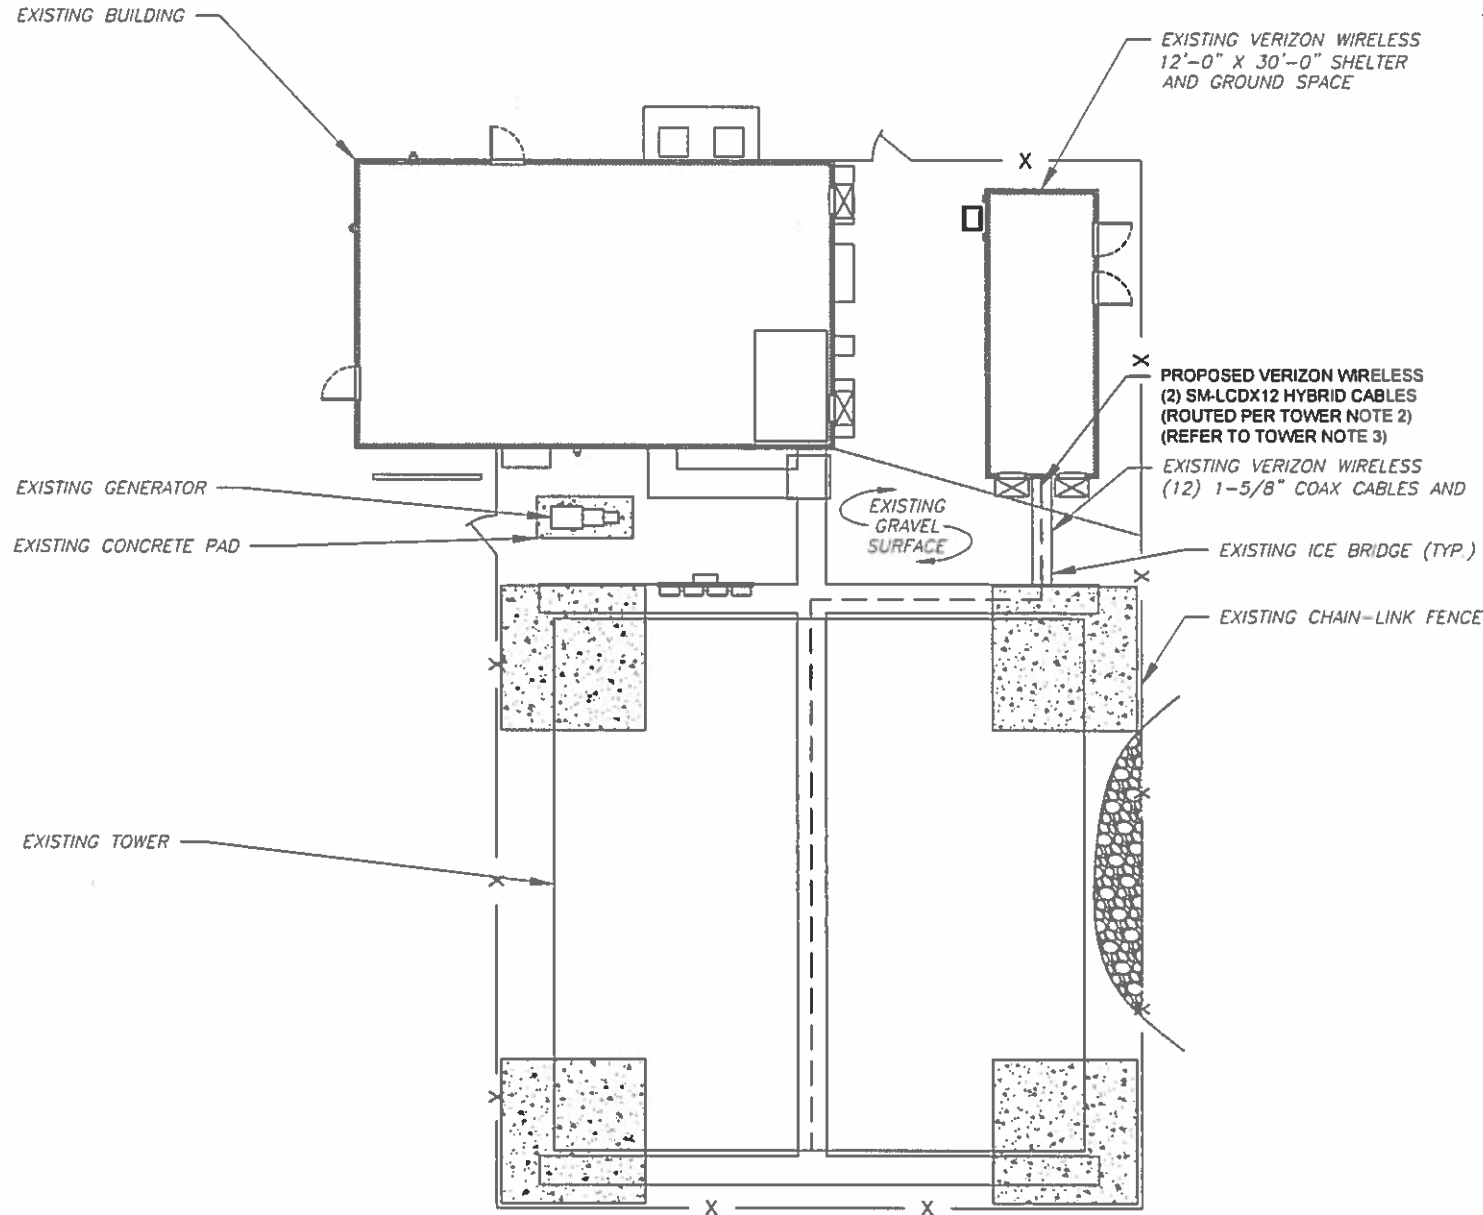 EXISTING BUILDING
EXISTING VERIZON WIRELESS
12'-0" X 30'-0" SHELTER
AND GROUND SPACE
X
X
PROPOSED VERIZON WIRELESS
(2) SM-LCDX12 HYBRID CABLES
(ROUTED PER TOWER NOTE 2)
(REFER TO TOWER NOTE 3)
EXISTING VERIZON WIRELESS
(12) 1-5/8" COAX CABLES AND
EXISTING GENERATOR
EXISTING
GRAVEL
SURFACE
EXISTING CONCRETE PAD
EXISTING ICE BRIDGE (TYP.)
X
EXISTING CHAIN-LINK FENCE
X
X
EXISTING TOWER
X
X
X
X
X